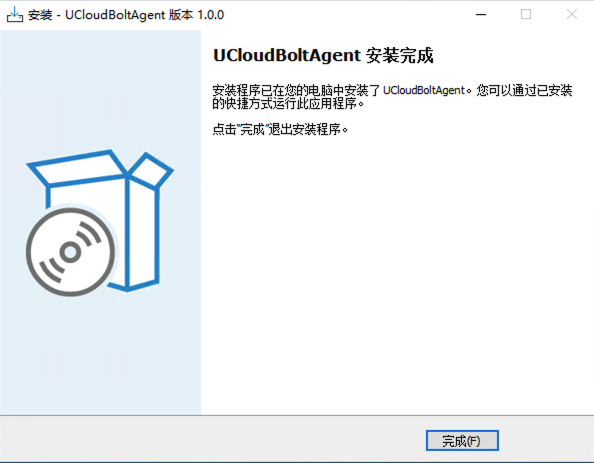 安装 - UCloudBoltAgent 版本 1.0.0
UCloudBoltAgent 安装完成
安装程序已在您的电脑中安装了 UCloudBoltAgent。您可以通过已安装
的快捷方式运行此应用程序。
点击"完成"退出安装程序。
完成(F)